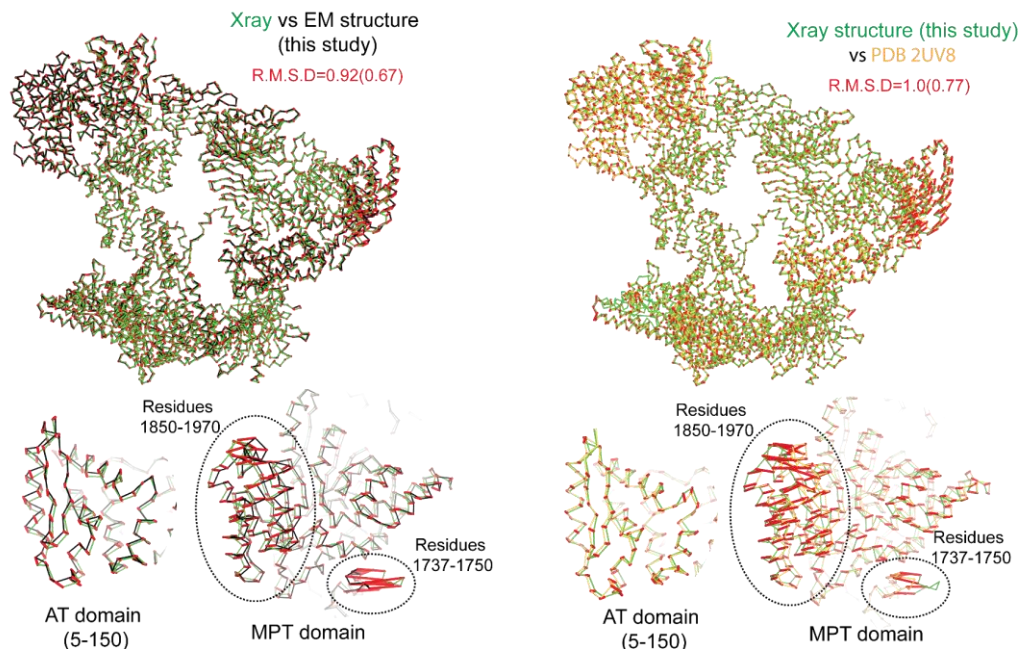 Xray vs EM structure
(this study)
R.M.S.D=0.92(0.67)
Xray structure (this study)
vs PDB 2UV8
R.M.S.D=1.0(0.77)
Residues
1850-1970
Residues
1737-1750
AT domain
(5-150)
MPT domain
Residues
1850-1970
Residues
1737-1750
AT domain
(5-150)
MPT domain